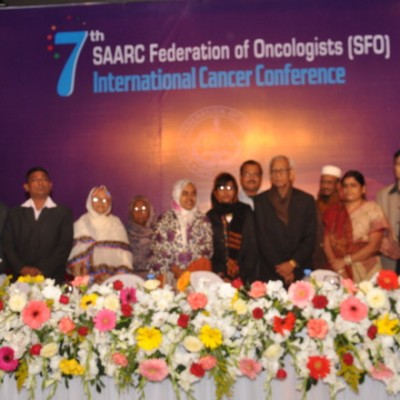 7th
SAARC Federation of Oncologists (SFO)
International Cancer Conference